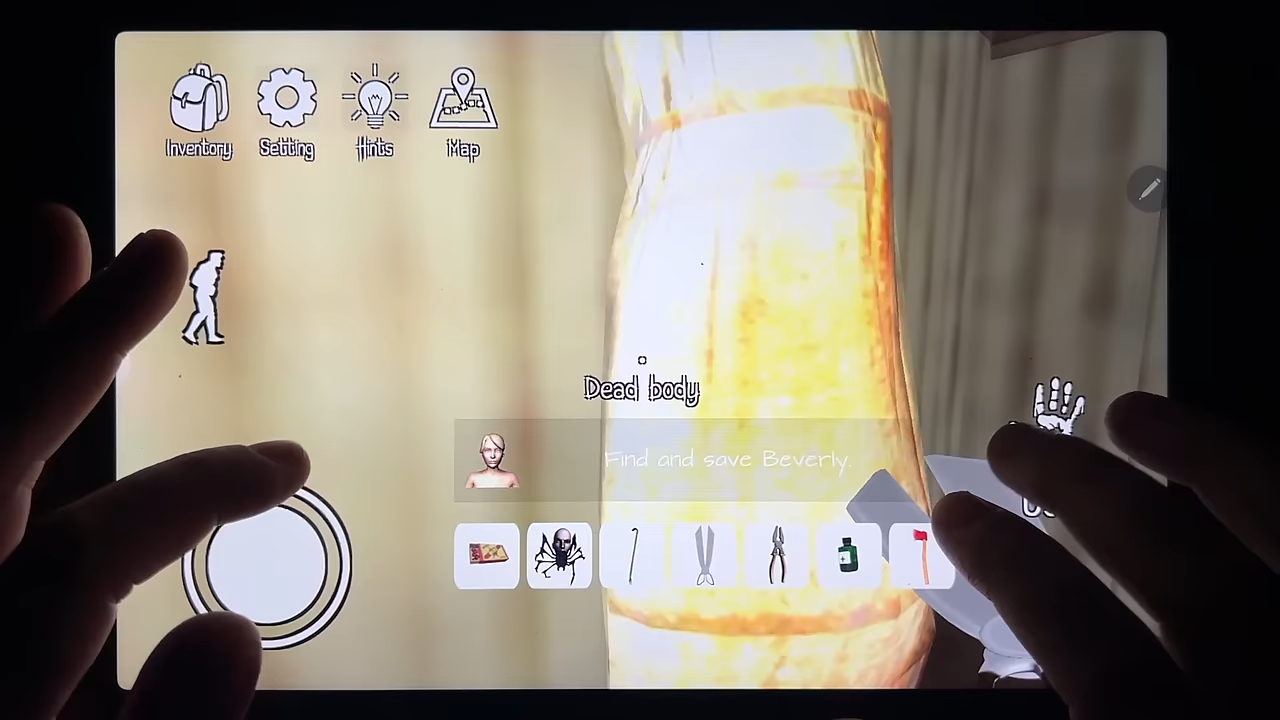 Inventory
Setting
Hints
Map
Dead body
Find and save Beverly.